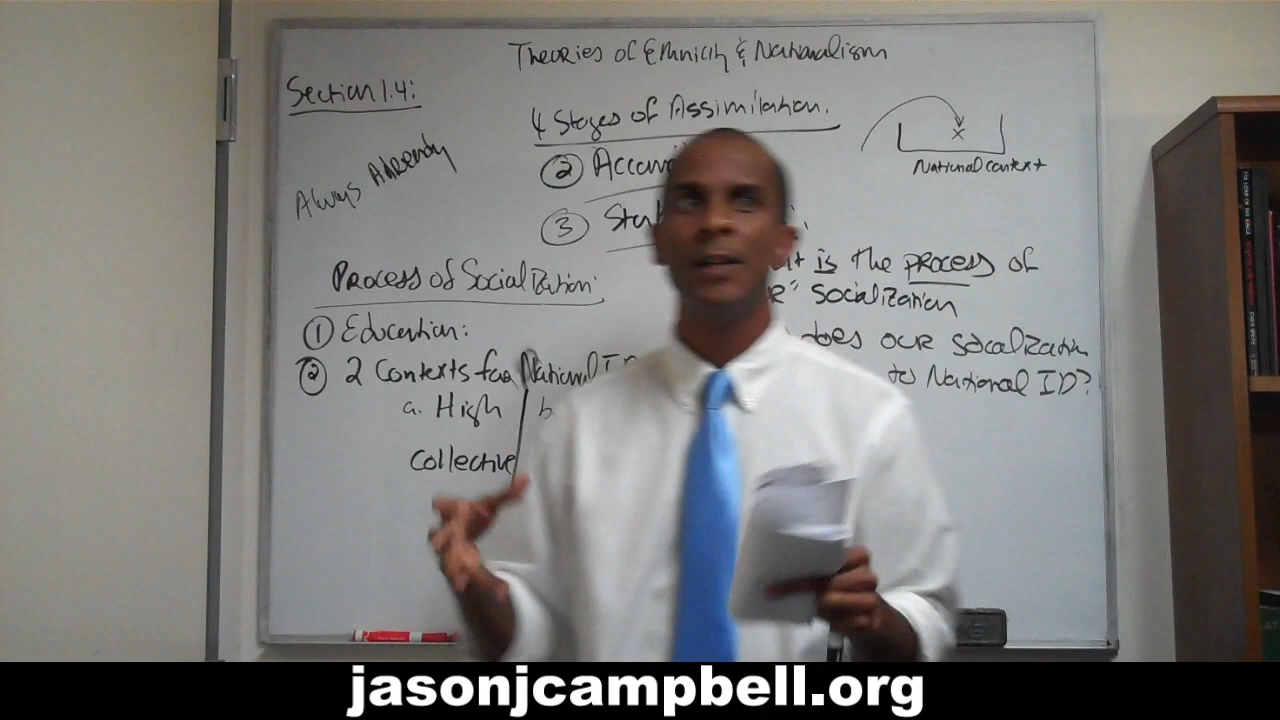 Theories of Ethnicity & Nationalism
Section 1.4:
4 Stages of Assimilation.
Always Already
National context
②
③
is the process of
Process of Socialization:
socialization
① Education:
does our socialization
② 2 Contexts for National ID
to National ID?
a. High b.
Collective
jasonjcampbell.org